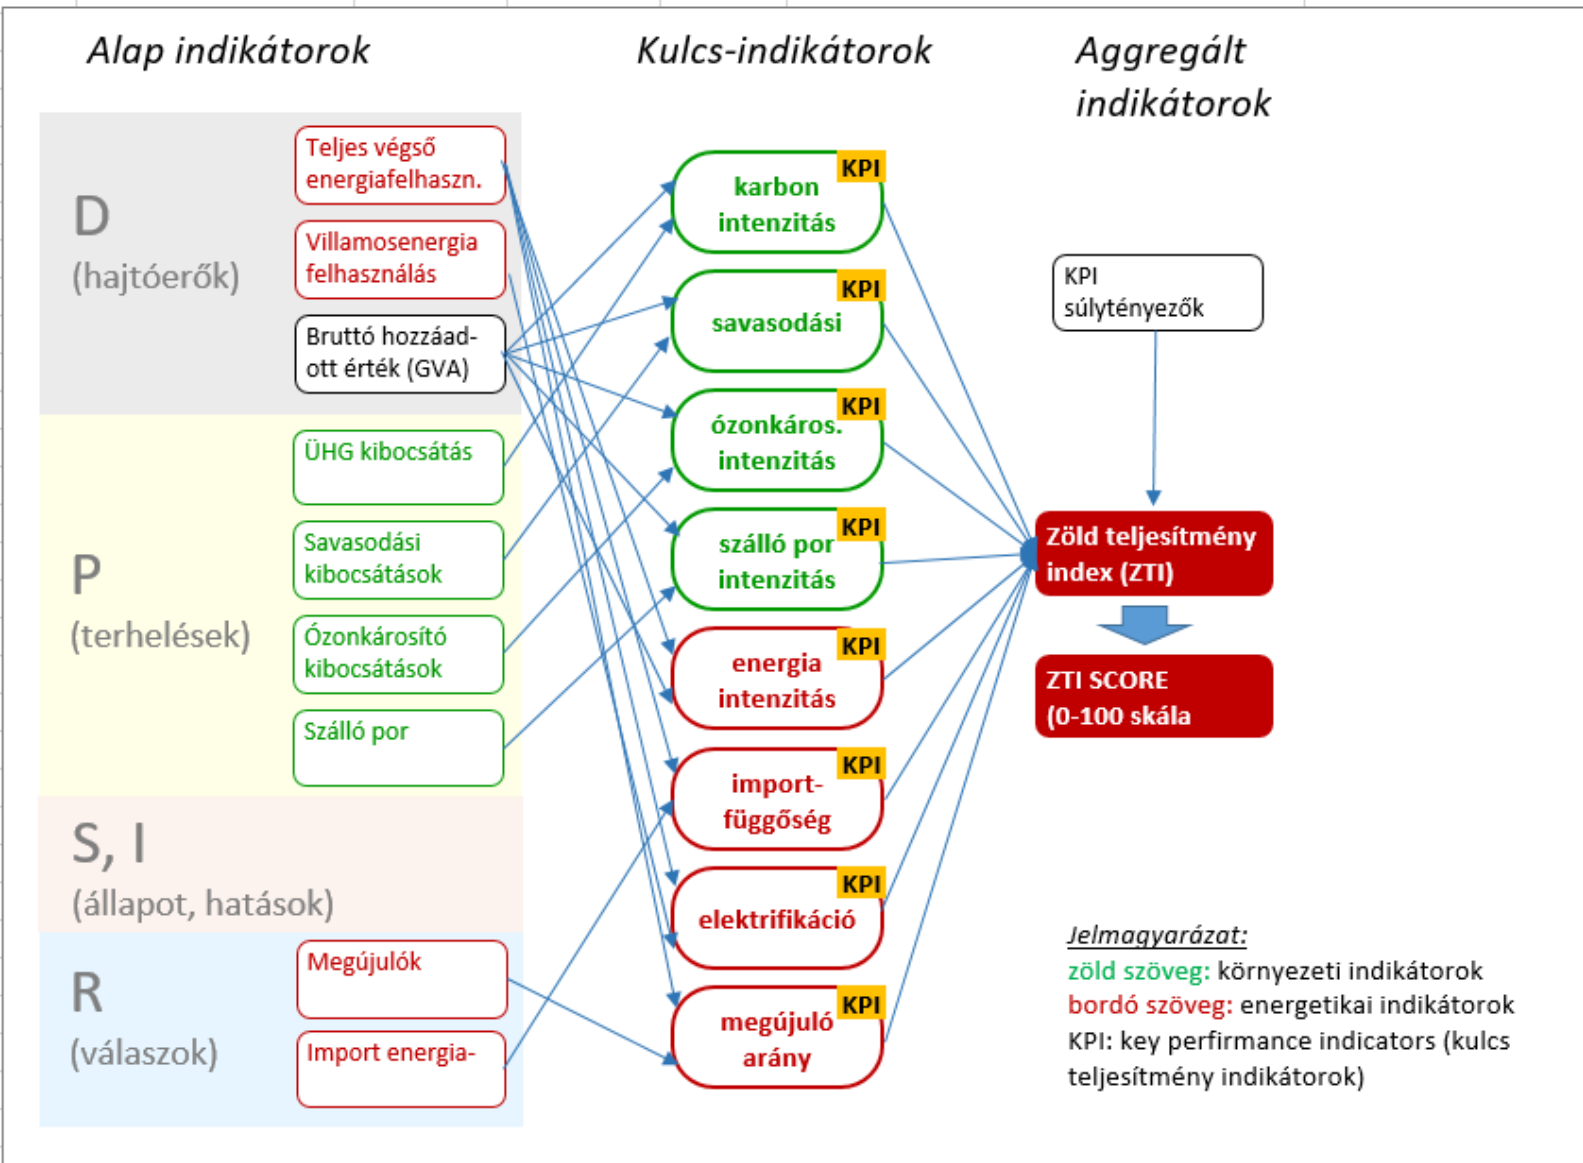 Alap indikátorok
Kulcs-indikátorok
Aggregált
indikátorok
D
(hajtóerők)
Teljes végső
energiafelhaszn.
Villamosenergia
felhasználás
Bruttó hozzáad-
ott érték (GVA)
P
(terhelések)
ÜHG kibocsátás
Savasodási
kibocsátások
Ózonkárosító
kibocsátások
Szálló por
S, I
(állapot, hatások)
R
(válaszok)
Megújulók
Import energia-
KPI
karbon
intenzitás
KPI
savasodási
KPI
ózonkáros.
intenzitás
KPI
szálló por
intenzitás
KPI
energia
intenzitás
KPI
import-
függőség
KPI
elektrifikáció
KPI
megújuló
arány
KPI
súlytényezők
Zöld teljesítmény
index (ZTI)
ZTI SCORE
(0-100 skála
Jelmagyarázat:
zöld szöveg: környezeti indikátorok
bordó szöveg: energetikai indikátorok
KPI: key perfirmance indicators (kulcs
teljesítmény indikátorok)